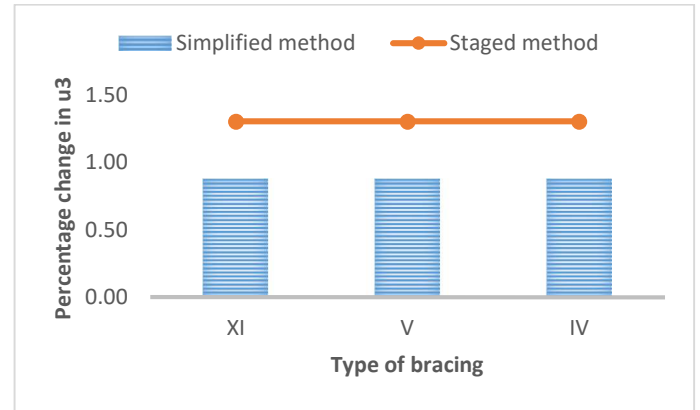 Simplified method Staged method
Percentage change in u3
1.50
1.00
0.50
0.00
XI V IV
Type of bracing